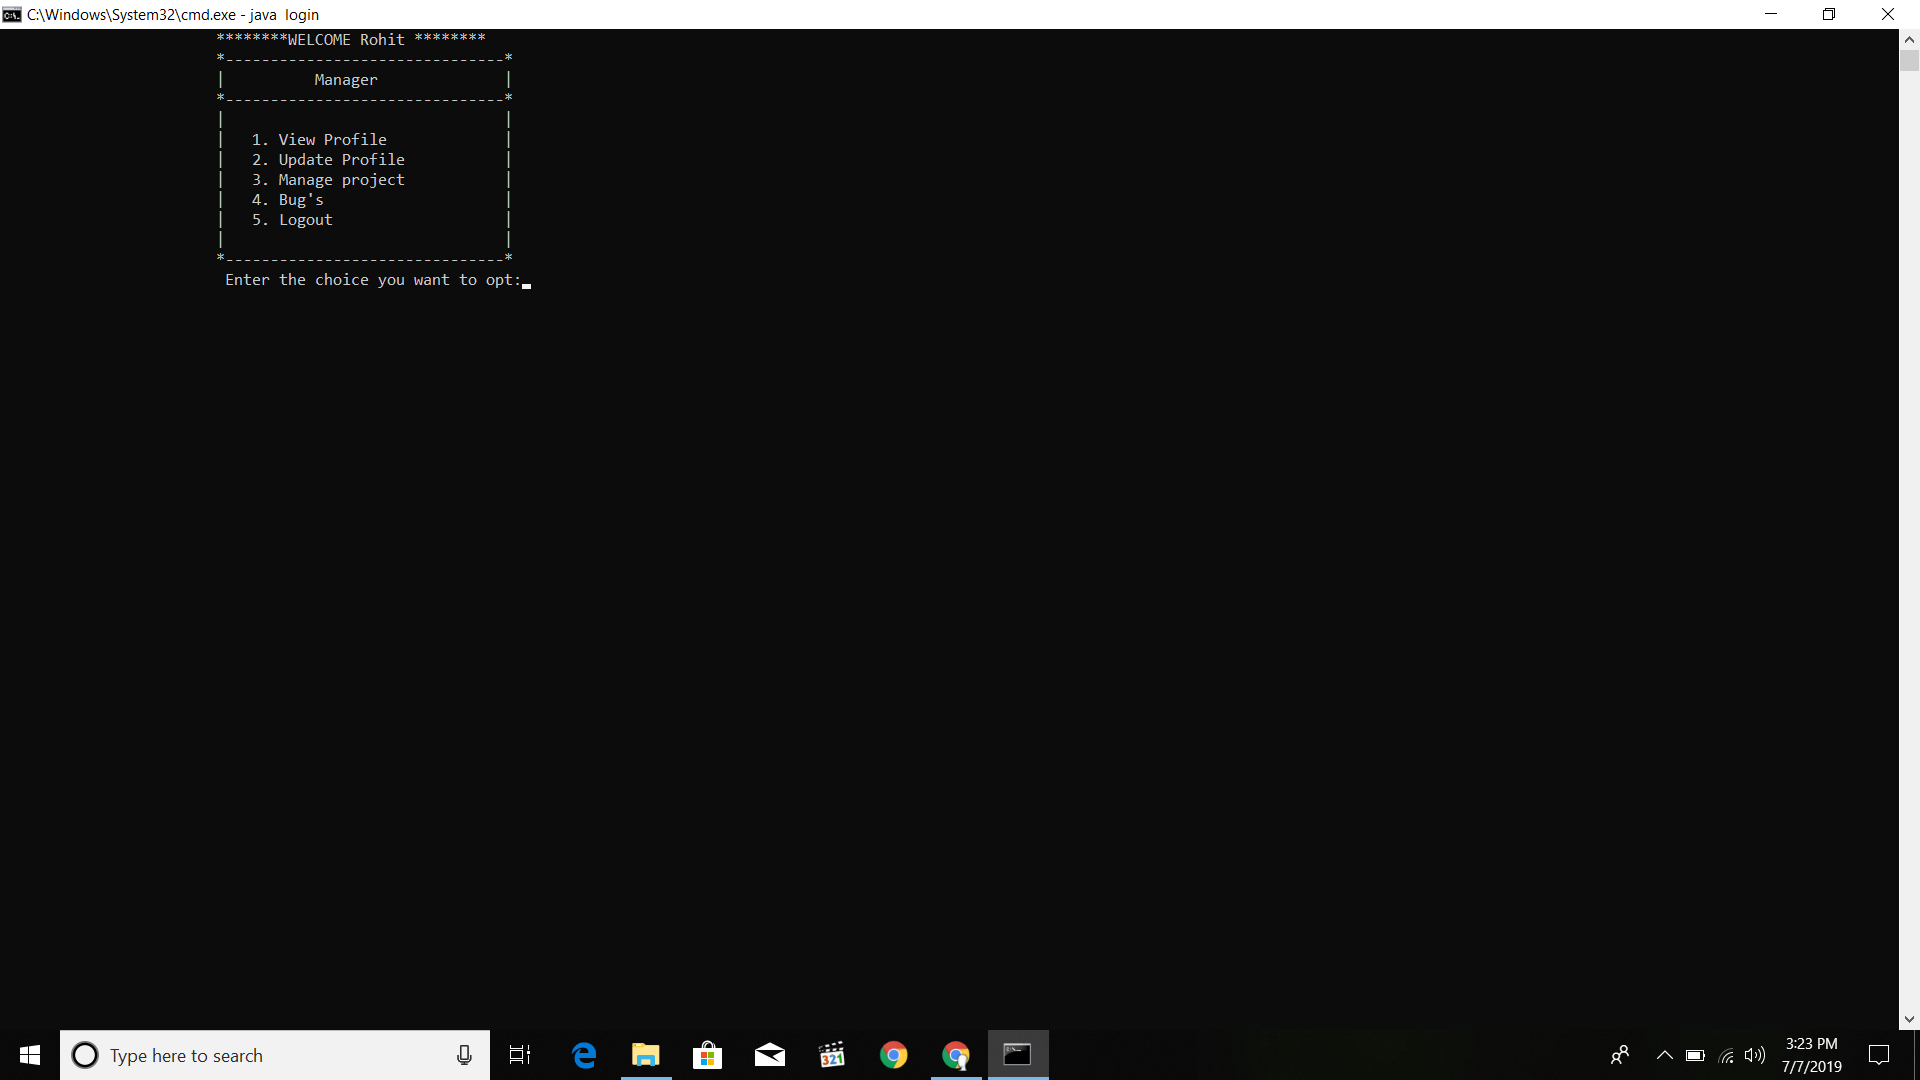 C:\Windows\System32\cmd.exe - java  login
********WELCOME Rohit ********
*-------------------------------*
|          Manager              |
*-------------------------------*
|                               |
|   1. View Profile             |
|   2. Update Profile           |
|   3. Manage project           |
|   4. Bug's                    |
|   5. Logout                   |
|                               |
*-------------------------------*
Enter the choice you want to opt:
Type here to search
321
3:23 PM
7/7/2019